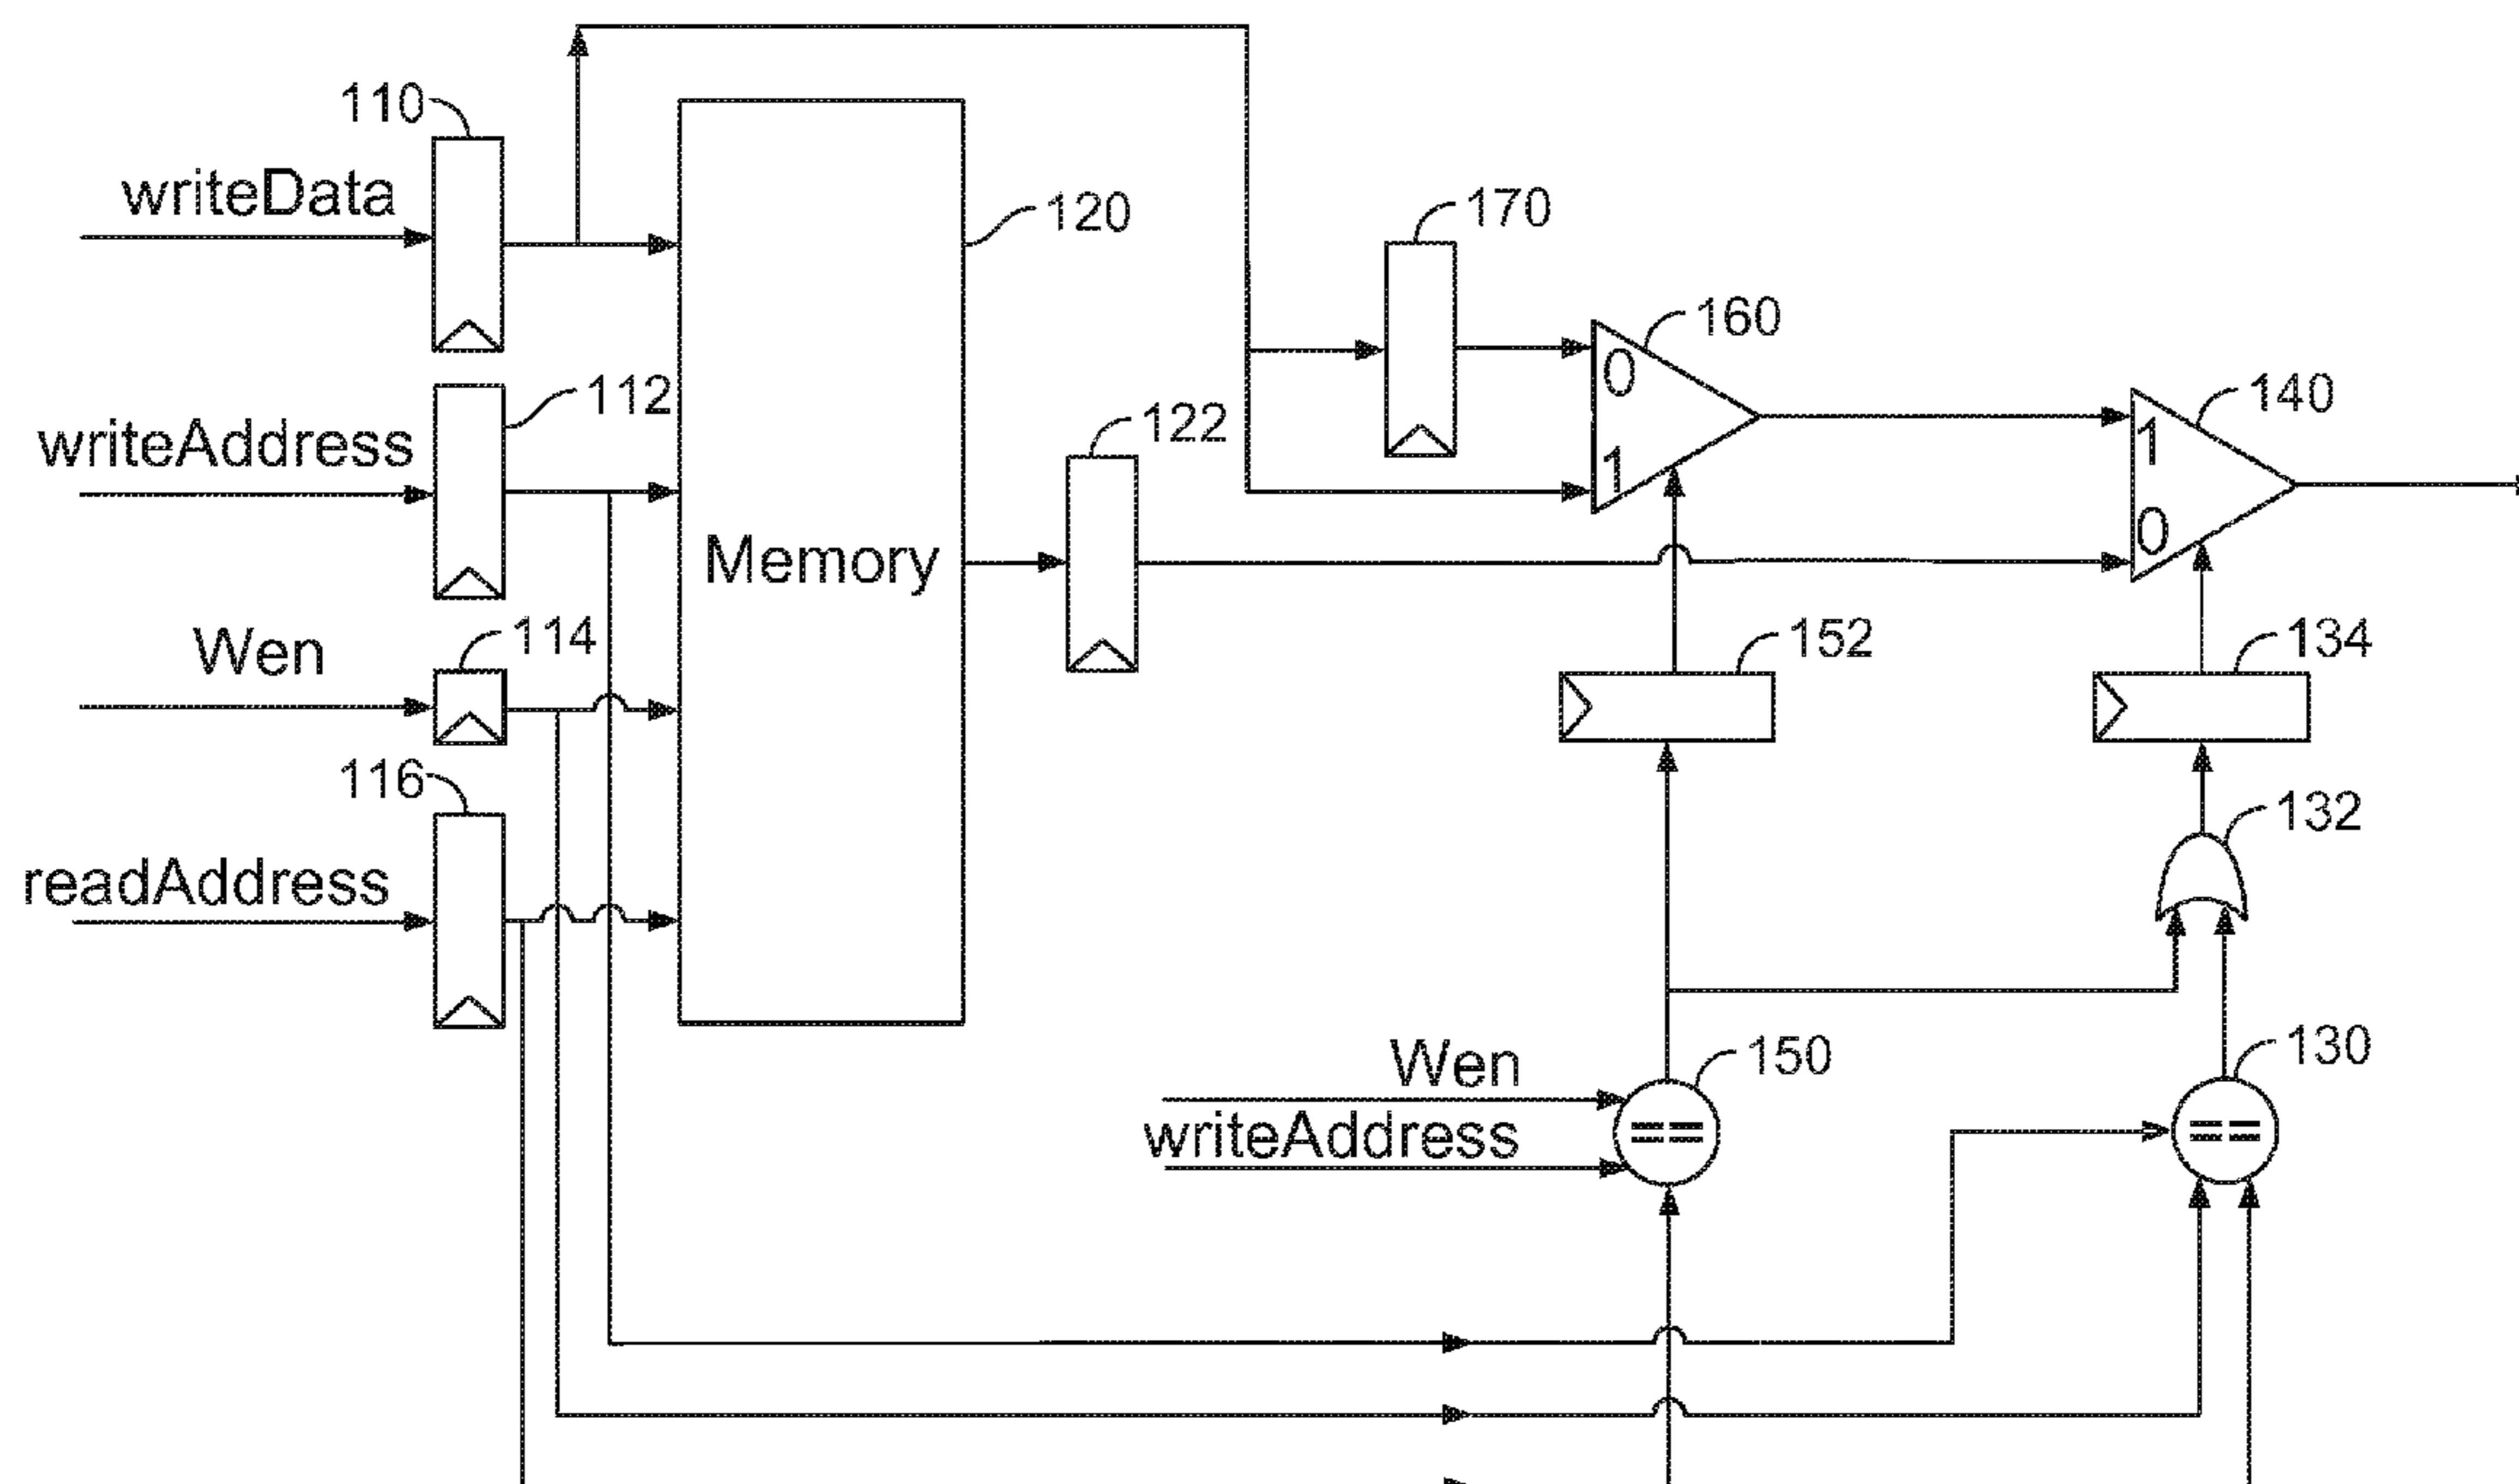 110
writeData
120
170
160
112
writeAddress
122
0
1
140
1
0
Memory
Wen
114
152
134
116
readAddress
132
Wen
150
130
writeAddress
==
==